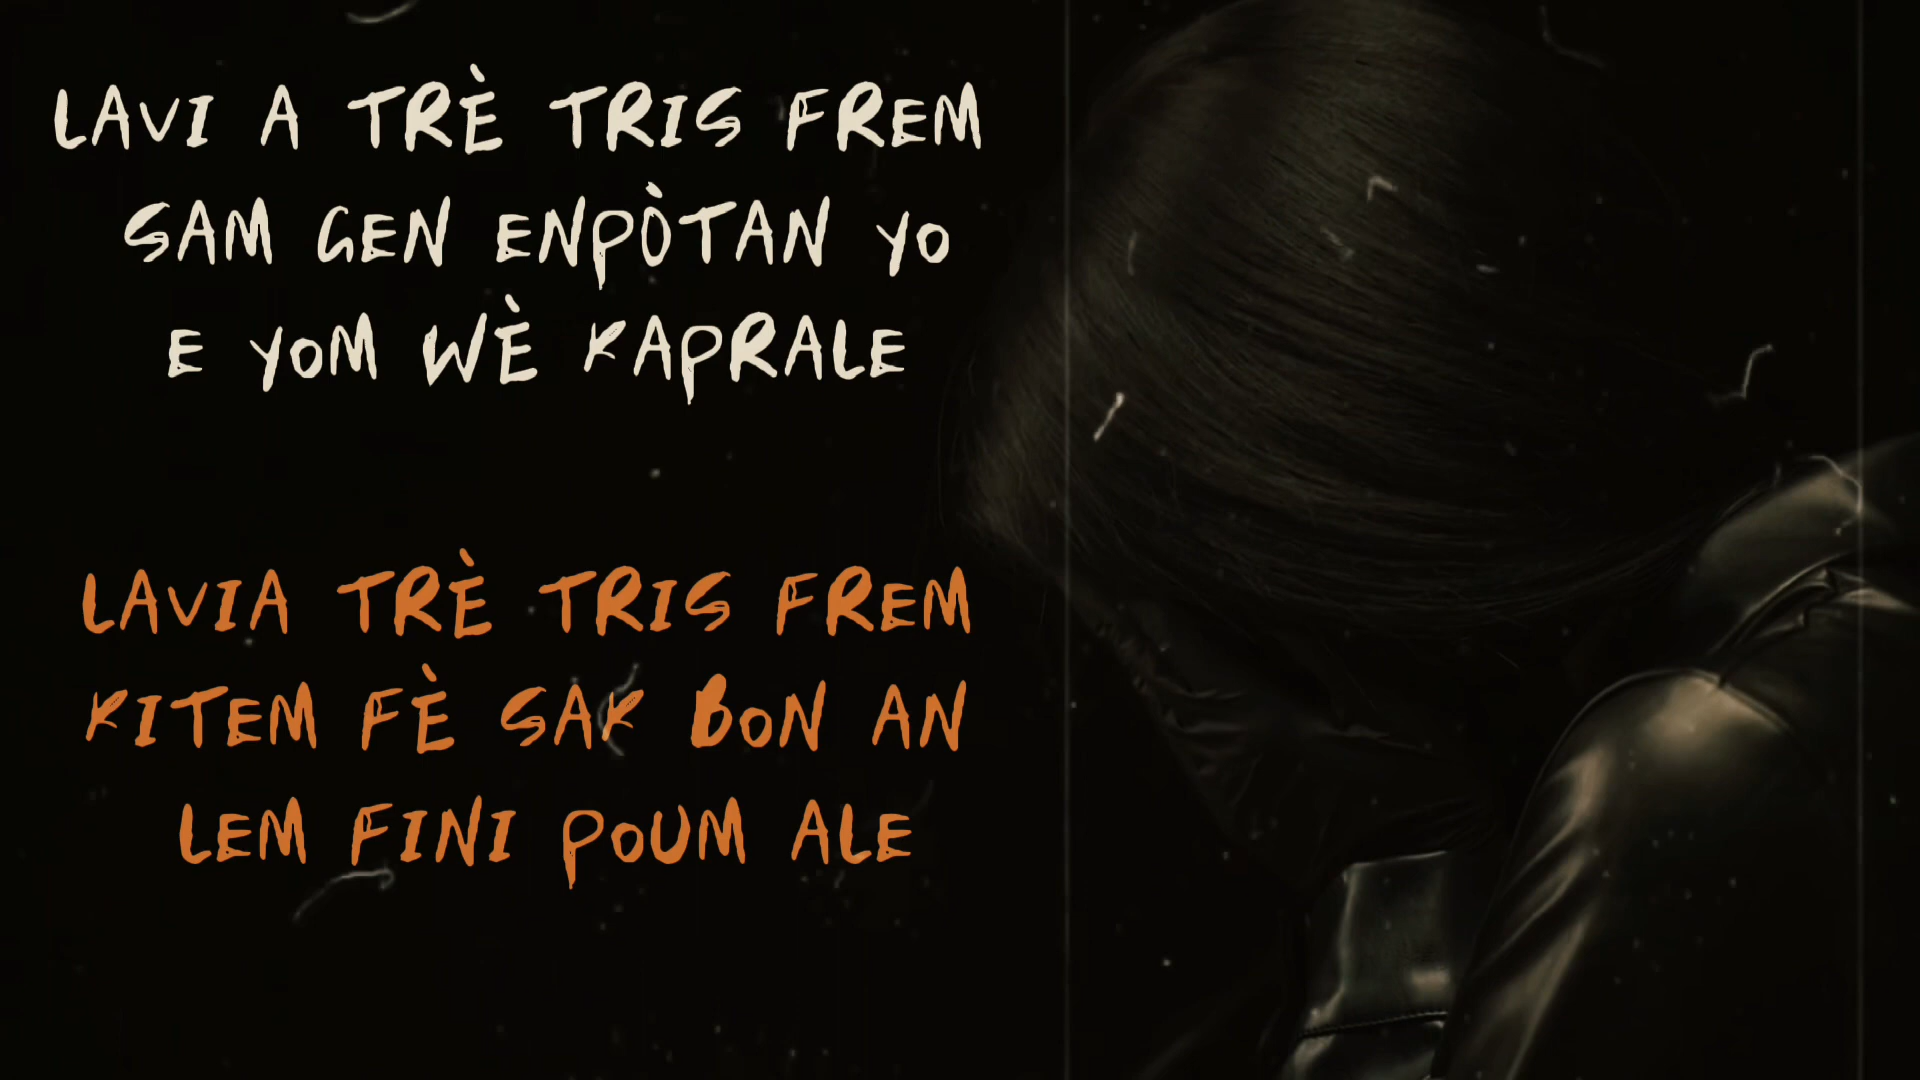 LAVI A TRÈ TRIS FREM
SAM GEN ENPÒTAN YO
E YOM WÈ KAPRALE
LAVIA TRÈ TRIS FREM
KITEM FÈ SAK BON AN
LEM FINI POUM ALE